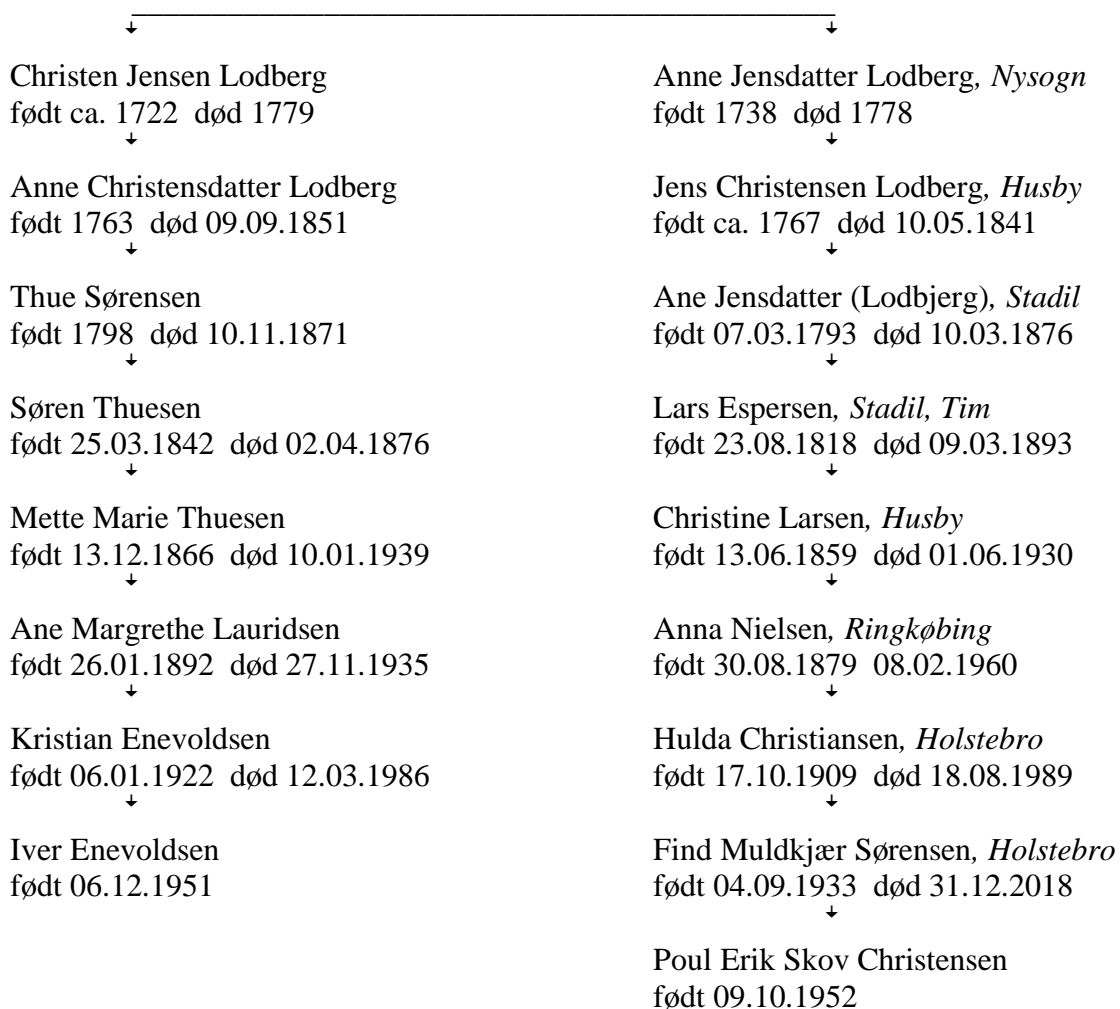 Christen Jensen Lodberg
født ca. 1722 død 1779
Anne Christensdatter Lodberg
født 1763 død 09.09.1851
Thue Sørensen
født 1798 død 10.11.1871
Søren Thuesen
født 25.03.1842 død 02.04.1876
Mette Marie Thuesen
født 13.12.1866 død 10.01.1939
Ane Margrethe Lauridsen
født 26.01.1892 død 27.11.1935
Kristian Enevoldsen
født 06.01.1922 død 12.03.1986
Iver Enevoldsen
født 06.12.1951
Anne Jensdatter Lodberg, Nysogn
født 1738 død 1778
Jens Christensen Lodberg, Husby
født ca. 1767 død 10.05.1841
Ane Jensdatter (Lodbjerg), Stadil
født 07.03.1793 død 10.03.1876
Lars Espersen, Stadil, Tim
født 23.08.1818 død 09.03.1893
Christine Larsen, Husby
født 13.06.1859 død 01.06.1930
Anna Nielsen, Ringkøbing
født 30.08.1879 08.02.1960
Hulda Christiansen, Holstebro
født 17.10.1909 død 18.08.1989
Find Muldkjær Sørensen, Holstebro
født 04.09.1933 død 31.12.2018
Poul Erik Skov Christensen
født 09.10.1952